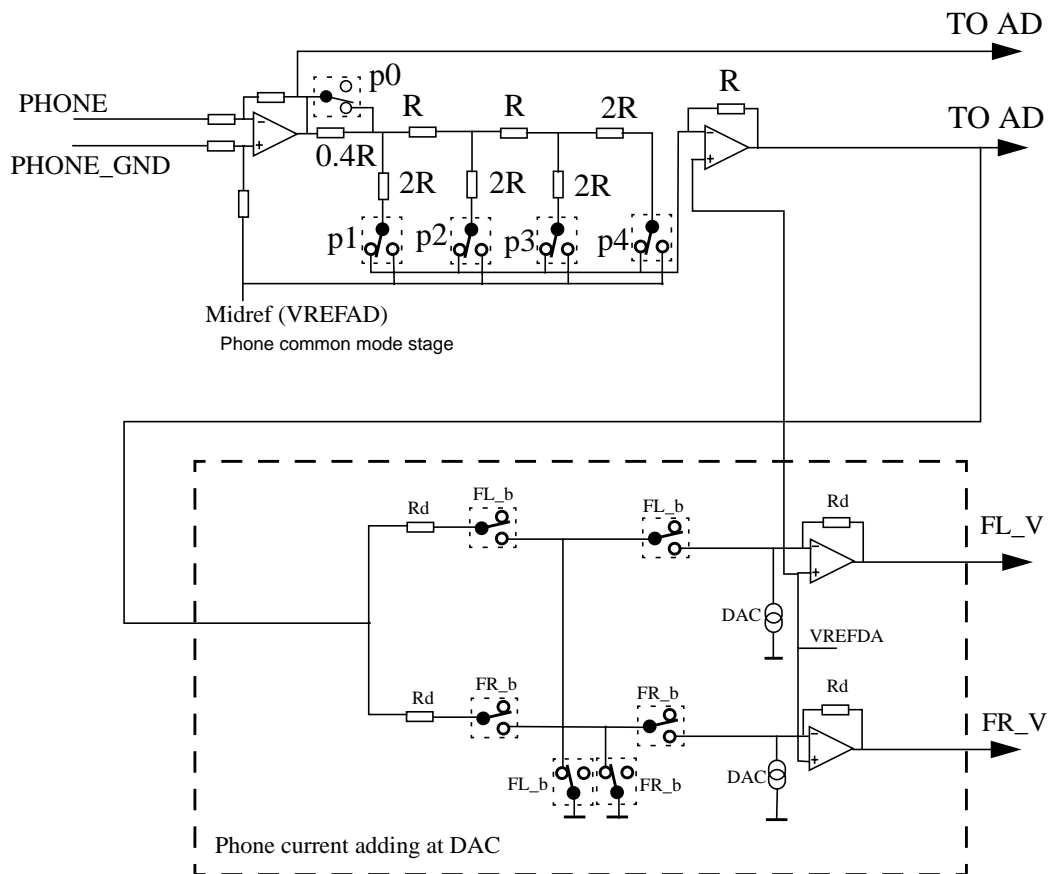 TO AD
p0
PHONE
R
R
2R
R
TO AD
PHONE_GND
0.4R
2R
2R
2R
p1
p2
p3
p4
Midref (VREFAD)
Phone common mode stage
Rd
FL_b
FL_b
Rd
FL_V
DAC
VREFDA
Rd
FR_b
FR_b
Rd
FR_V
FL_b
FR_b
DAC
Phone current adding at DAC